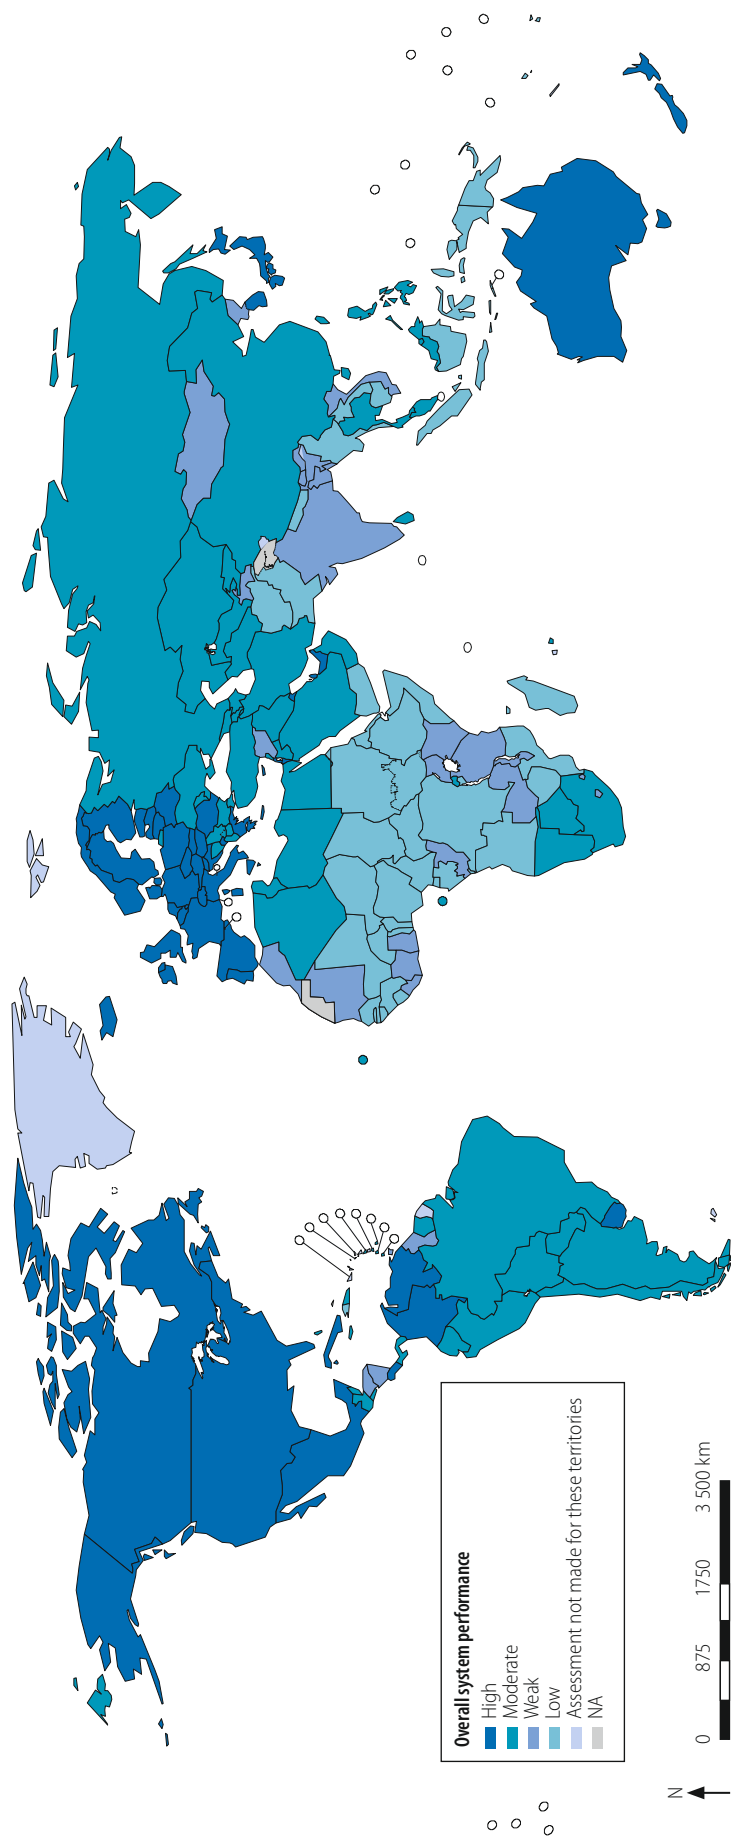 Overall system performance
High
Moderate
Weak
Low
Assessment not made for these territories
NA
0 875 1750 3 500 km
N